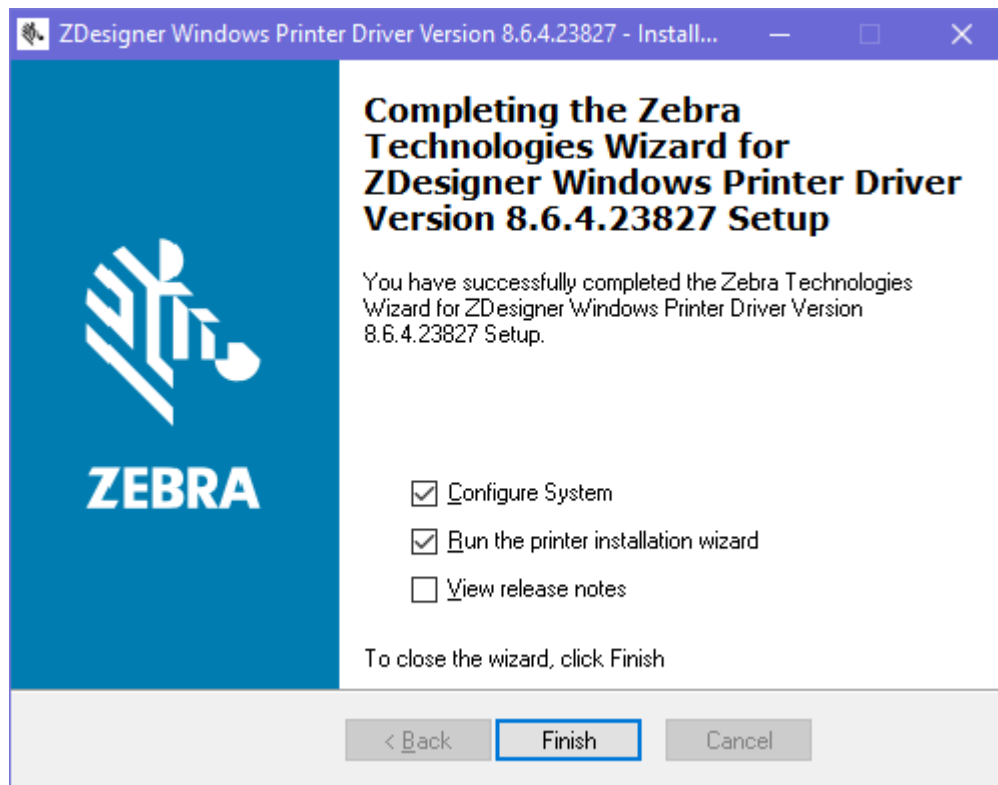 ZDesigner Windows Printer Driver Version 8.6.4.23827 - Install...
Completing the Zebra
Technologies Wizard for
ZDesigner Windows Printer Driver
Version 8.6.4.23827 Setup
You have successfully completed the Zebra Technologies
Wizard for ZDesigner Windows Printer Driver Version
8.6.4.23827 Setup.
ZEBRA
Configure System
Run the printer installation wizard
View release notes
To close the wizard, click Finish
< Back
Finish
Cancel